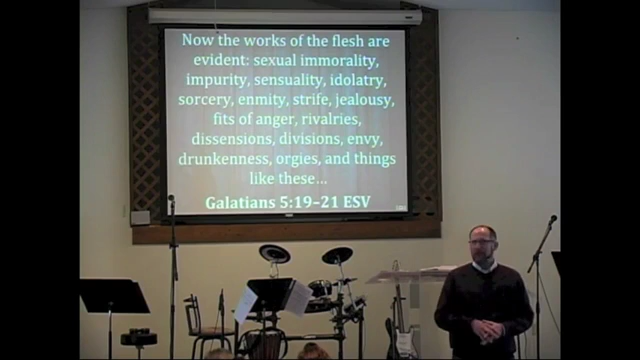 Now the works of the flesh are
evident: sexual immorality,
impurity, sensuality, idolatry,
sorcery, enmity, strife, jealousy,
fits of anger, rivalries,
dissensions, divisions, envy,
drunkenness, orgies, and things
like these…
Galatians 5:19–21 ESV